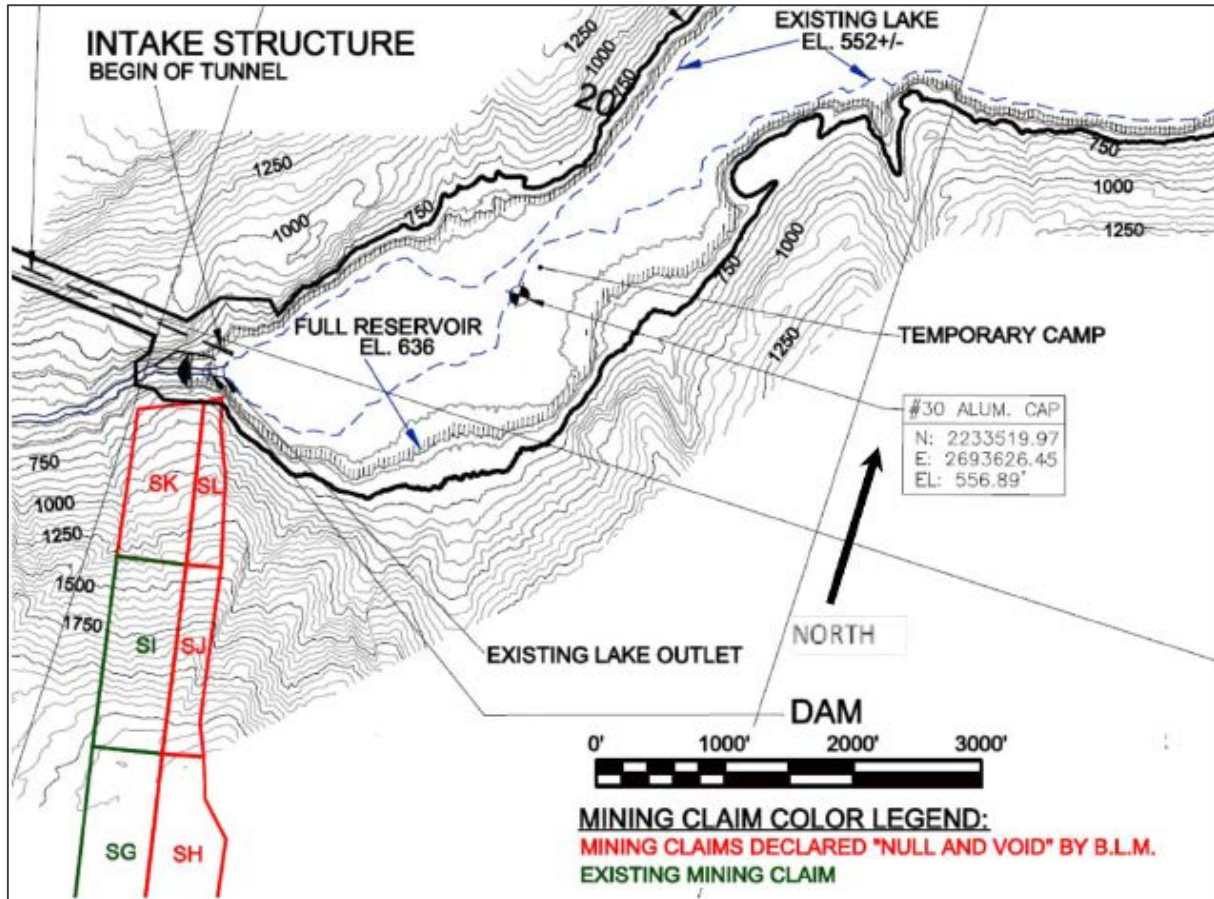 INTAKE STRUCTURE
BEGIN OF TUNNEL
EXISTING LAKE
EL. 552+/-
1250
1000
750
20
1250
1000
750
750
1000
1250
1000
750
1250
FULL RESERVOIR
EL. 636
TEMPORARY CAMP
#30 ALUM. CAP
N: 2233519.97
E: 2693626.45
EL: 556.89'
750
1000
1250
1500
1750
SK
SL
SI
SJ
SG
SH
EXISTING LAKE OUTLET
NORTH
DAM
0' 1000' 2000' 3000'
MINING CLAIM COLOR LEGEND:
MINING CLAIMS DECLARED "NULL AND VOID" BY B.L.M.
EXISTING MINING CLAIM